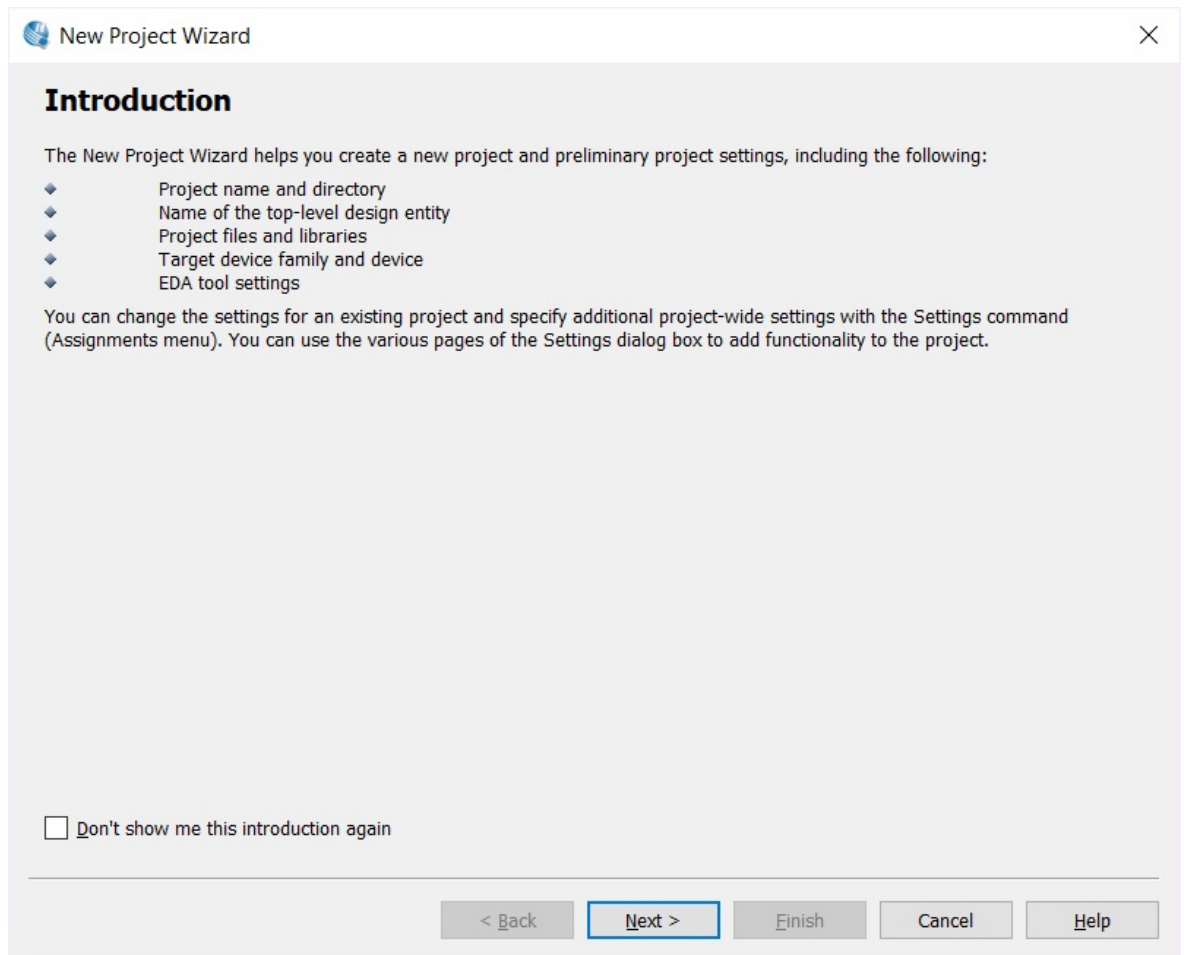 New Project Wizard
Introduction
The New Project Wizard helps you create a new project and preliminary project settings, including the following:
Project name and directory
Name of the top-level design entity
Project files and libraries
Target device family and device
EDA tool settings
You can change the settings for an existing project and specify additional project-wide settings with the Settings command
(Assignments menu). You can use the various pages of the Settings dialog box to add functionality to the project.
Don't show me this introduction again
< Back Next > Finish Cancel Help